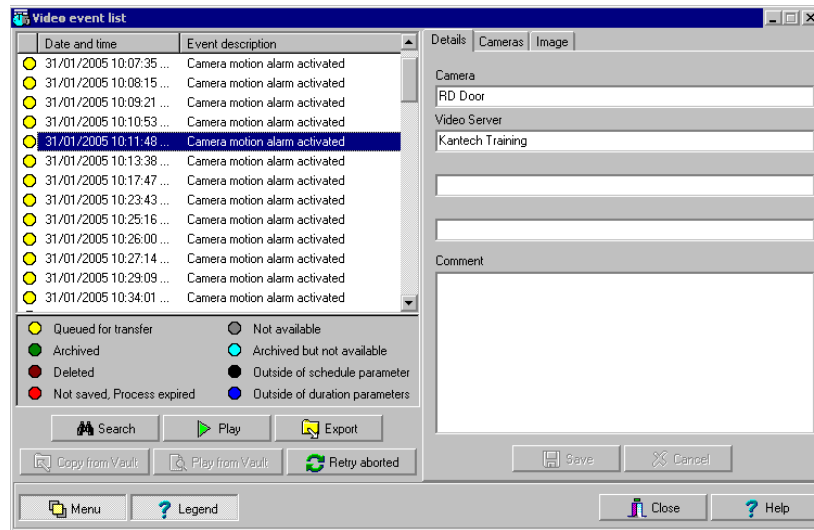 Video event list
Date and time Event description
31/01/2005 10:07:35 ... Camera motion alarm activated
31/01/2005 10:08:15 ... Camera motion alarm activated
31/01/2005 10:09:21 ... Camera motion alarm activated
31/01/2005 10:10:53 ... Camera motion alarm activated
31/01/2005 10:11:48 ... Camera motion alarm activated
31/01/2005 10:13:38 ... Camera motion alarm activated
31/01/2005 10:17:47 ... Camera motion alarm activated
31/01/2005 10:23:43 ... Camera motion alarm activated
31/01/2005 10:25:16 ... Camera motion alarm activated
31/01/2005 10:26:00 ... Camera motion alarm activated
31/01/2005 10:27:14 ... Camera motion alarm activated
31/01/2005 10:29:09 ... Camera motion alarm activated
31/01/2005 10:34:01 ... Camera motion alarm activated
Queued for transfer Not available
Archived Archived but not available
Deleted Outside of schedule parameter
Not saved, Process expired Outside of duration parameters
Search Play Export
Copy from Vault Play from Vault Retry aborted
Details Cameras Image
Camera
RD Door
Video Server
Kantech Training
Comment
Save Cancel
Menu Legend Close Help